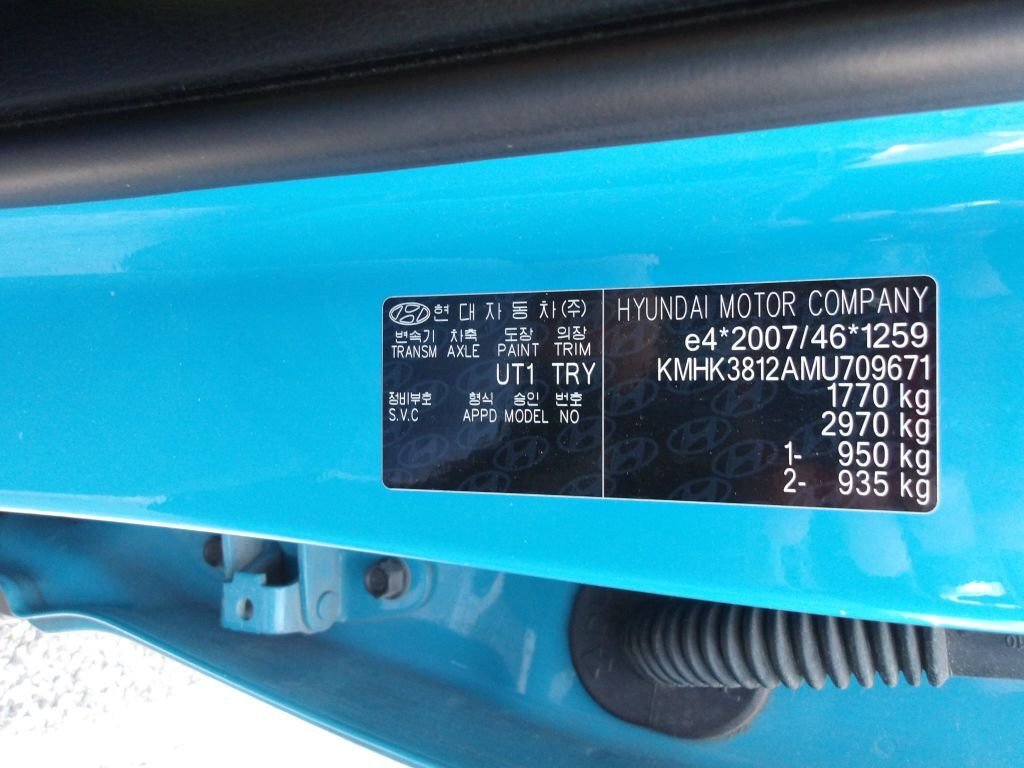 현대자동차(주)
변속기 차축 도장 의장
TRANSM AXLE PAINT TRIM
UT1 TRY
정비부호 형식 승인 번호
S.V.C APPD MODEL NO
HYUNDAI MOTOR COMPANY
e4*2007/46*1259
KMHK3812AMU709671
1770 kg
2970 kg
1- 950 kg
2- 935 kg